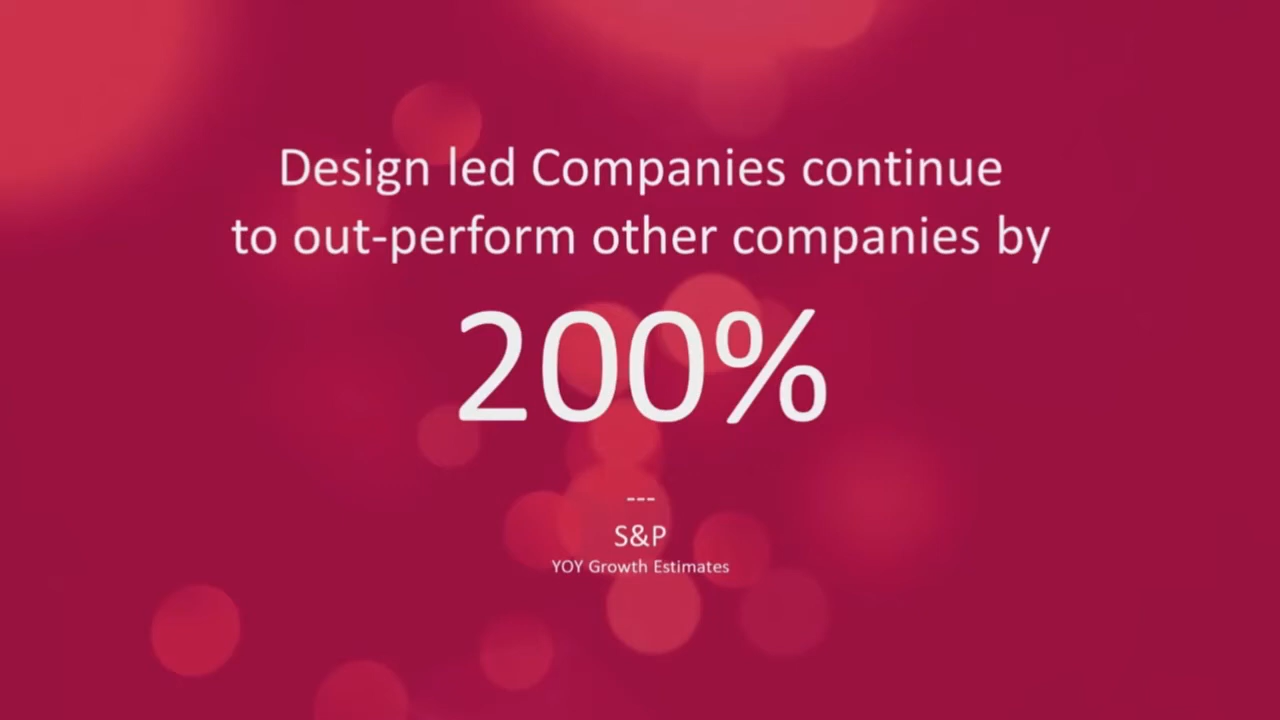 Design led Companies continue
to out-perform other companies by
200%
---
S&P
YOY Growth Estimates